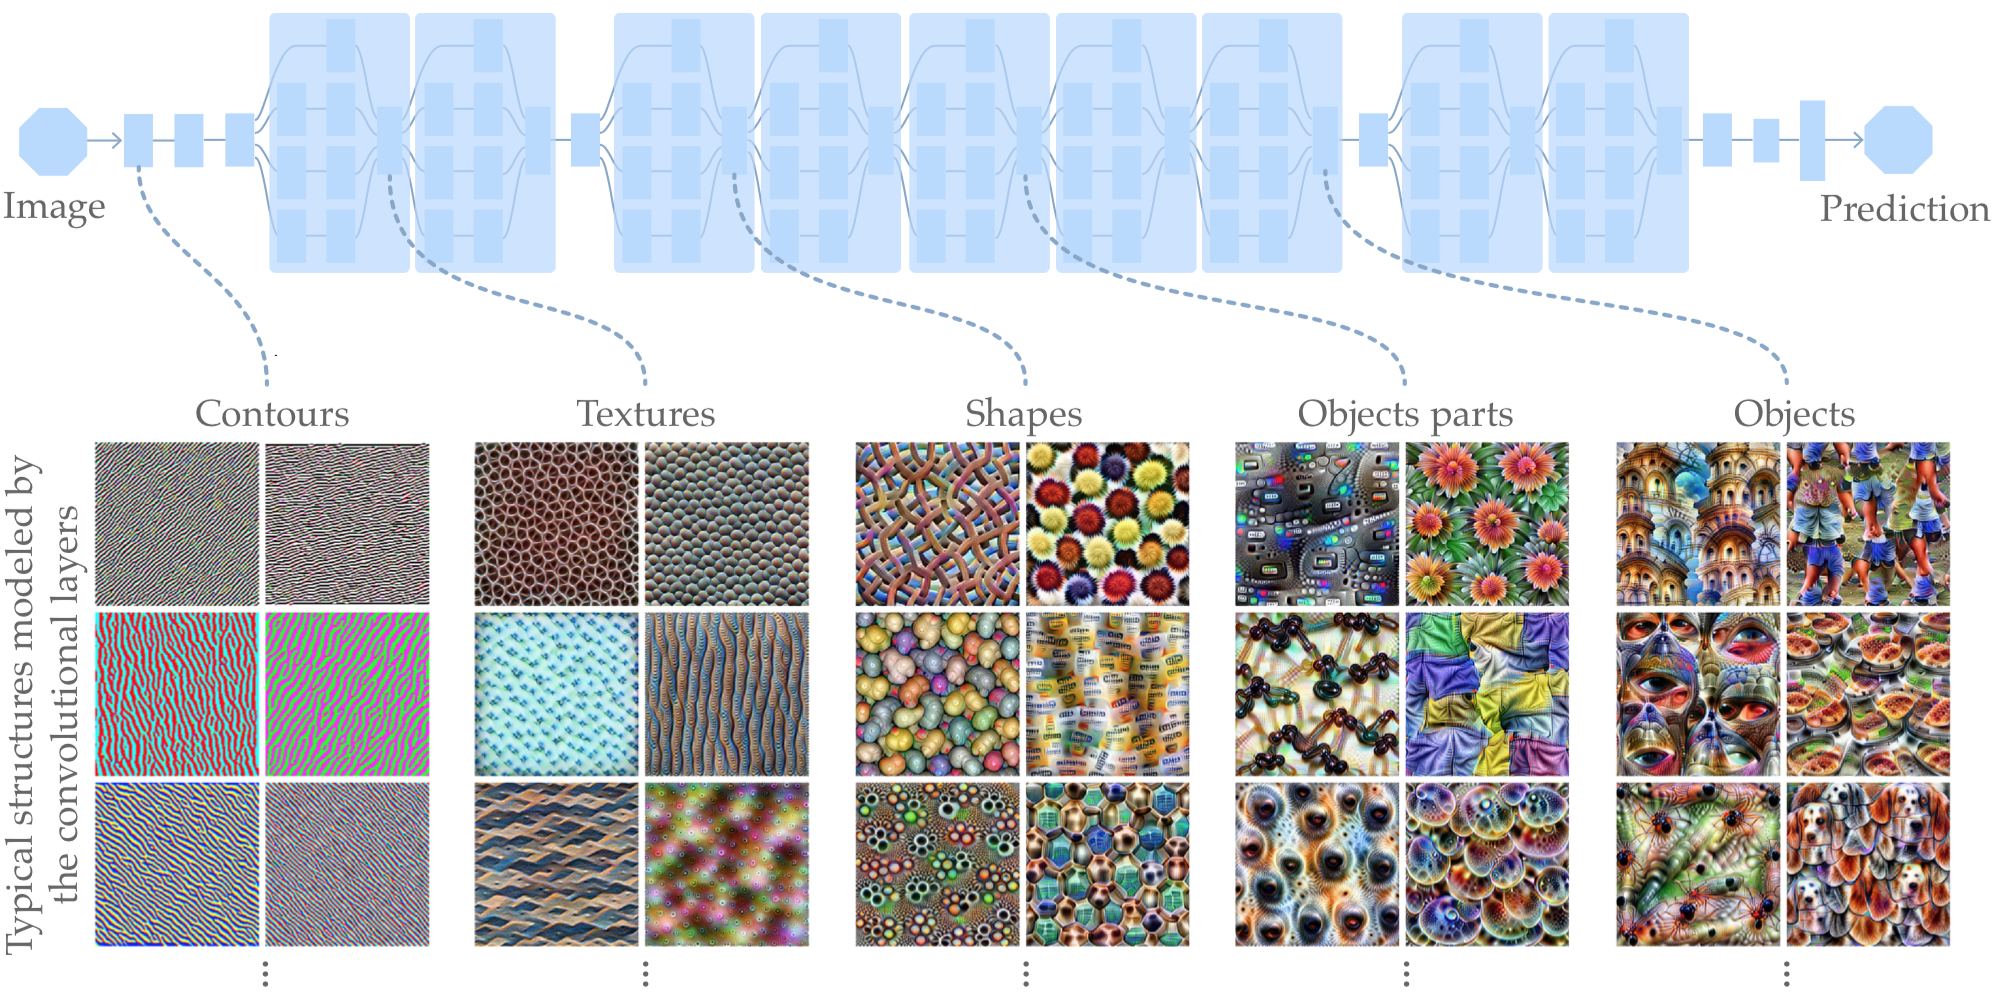 Image
Prediction
Contours
Textures
Shapes
Objects parts
Objects
Typical structures modeled by
the convolutional layers